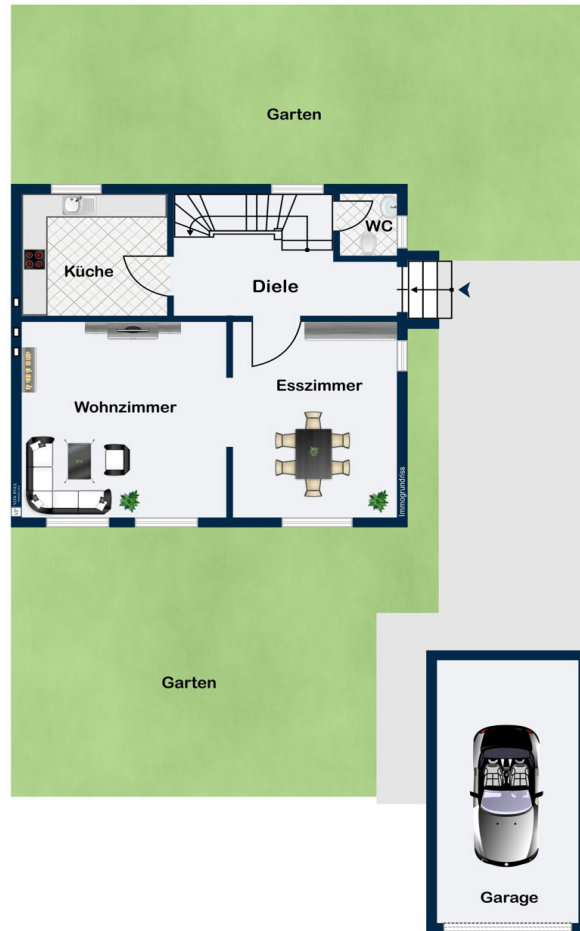 Garten
WC
Küche
Diele
Esszimmer
Wohnzimmer
Immogrundriss
Garten
Garage